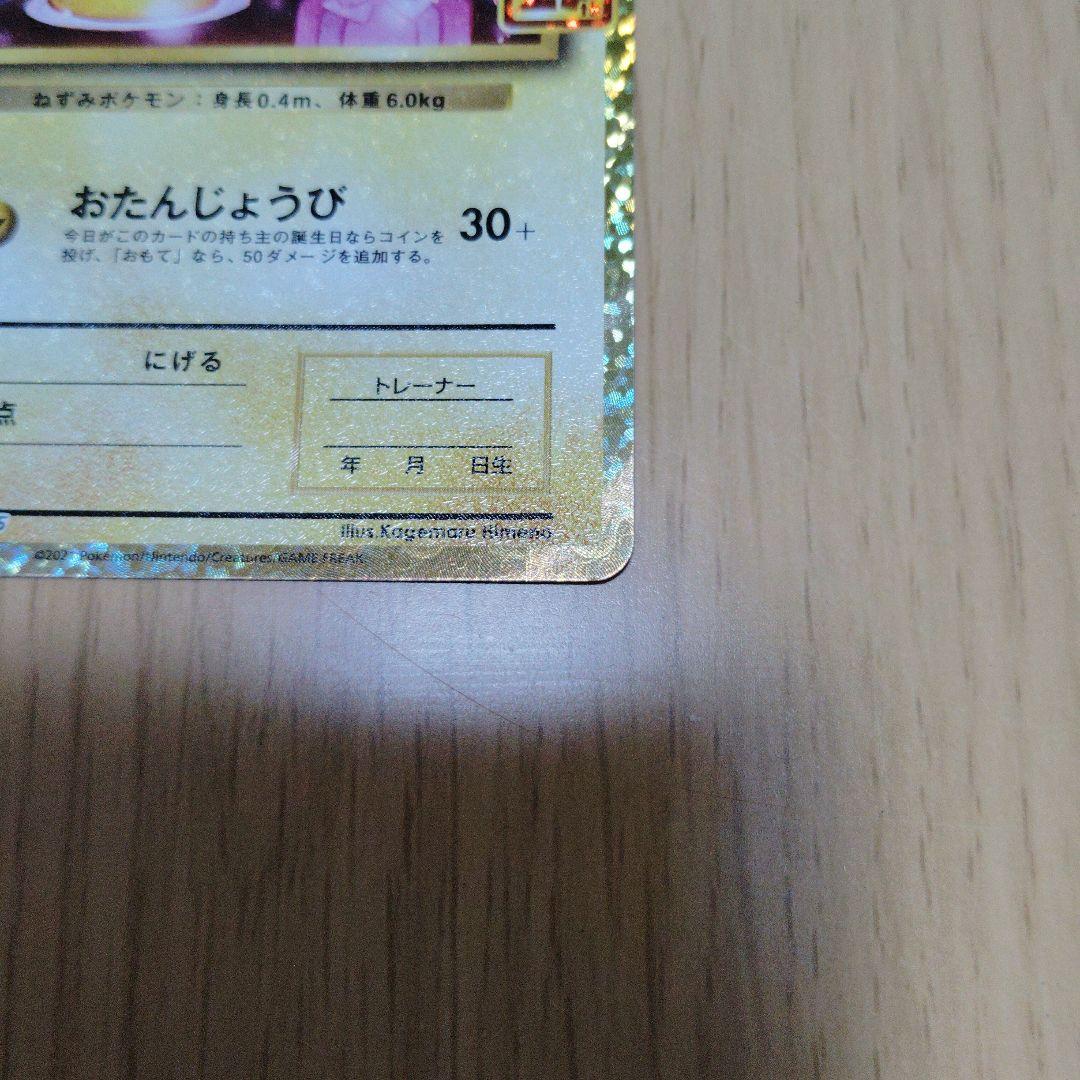 ねずみポケモン：身長0.4m、体重6.0kg
おたんじょうび 30+
今日がこのカードの持ち主の誕生日ならコインを
投げ、「おもて」なら、50ダメージを追加する。
にげる
トレーナー
点
年 月 日生
illus.Kagemaru Himeno
Pokémon/Nintendo/Creatures/GAME FREAK